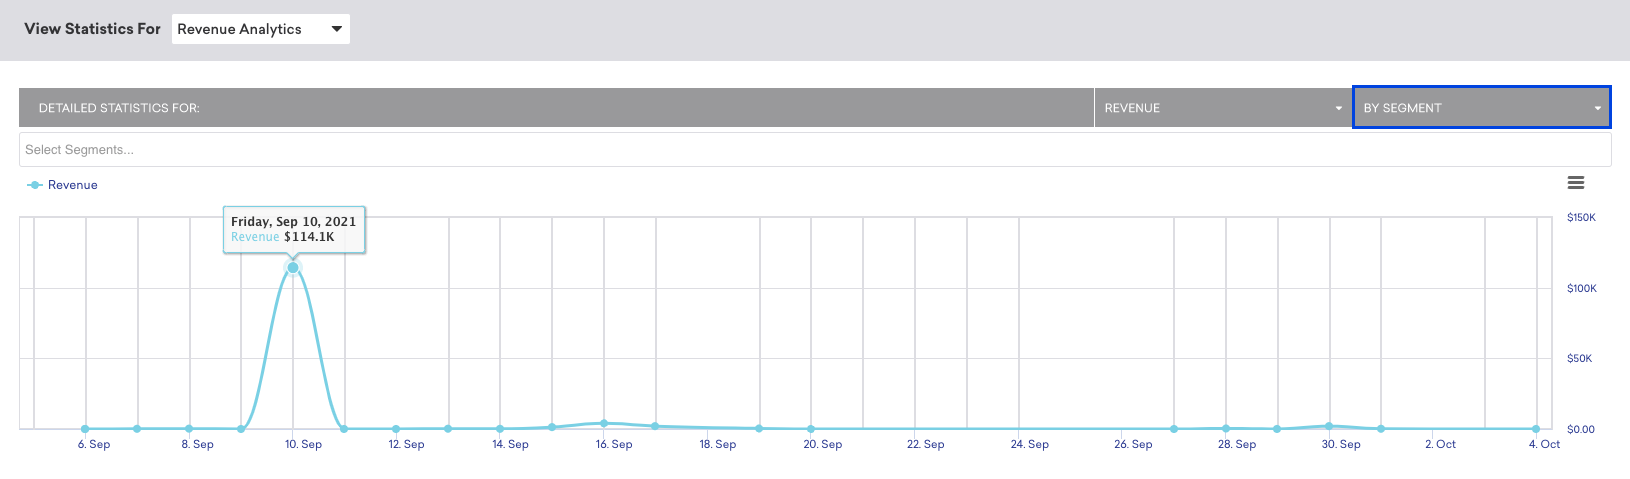 View Statistics For Revenue Analytics
DETAILED STATISTICS FOR: REVENUE BY SEGMENT
Select Segments...
Revenue
Friday, Sep 10, 2021
Revenue $114.1K
$150K
$100K
$50K
$0.00
6. Sep 8. Sep 10. Sep 12. Sep 14. Sep 16. Sep 18. Sep 20. Sep 22. Sep 24. Sep 26. Sep 28. Sep 30. Sep 2. Oct 4. Oct